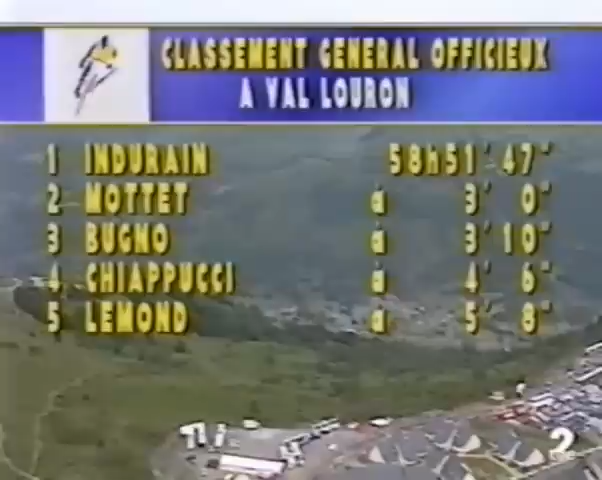 CLASSEMENT GENERAL OFFICIEUX
A VAL LOURON
1 INDURAIN 58h51' 47"
2 MOTTET à 3' 0"
3 BUGNO à 3' 10"
4 CHIAPPUCCI à 4' 6"
5 LEMOND à 5' 8"
2